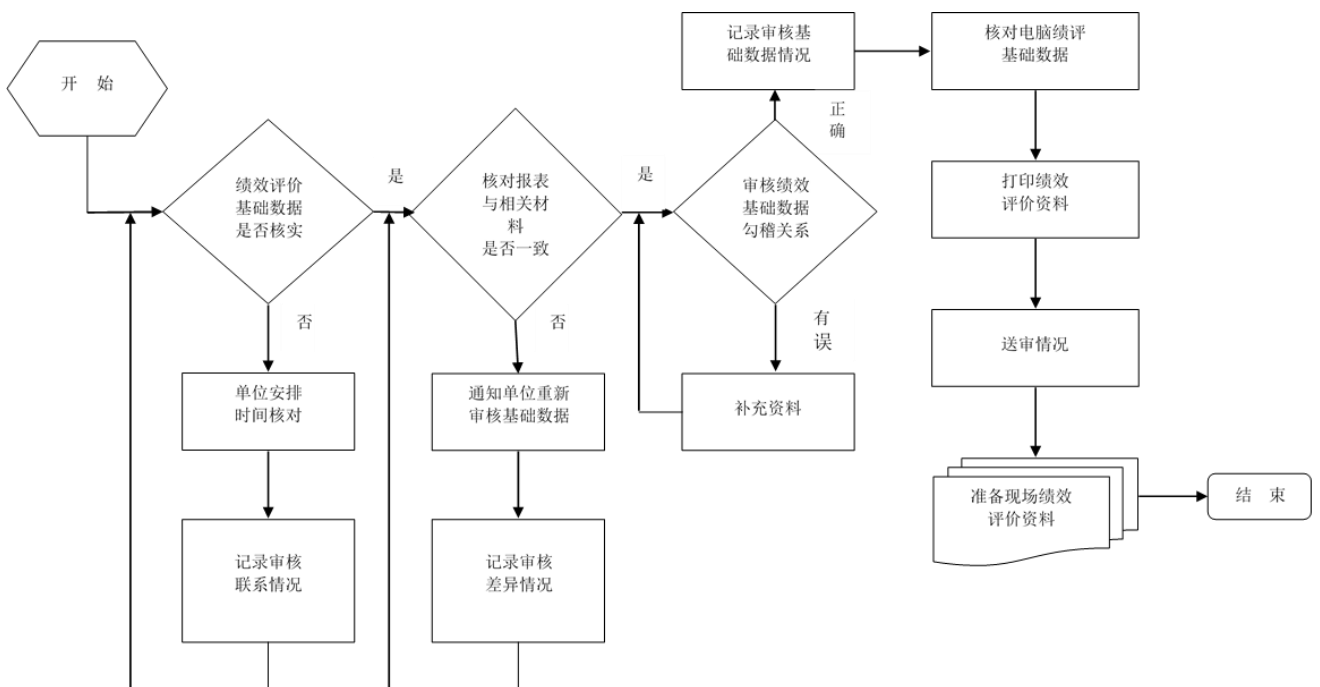 开 始
绩效评价
基础数据
是否核实
是
否
单位安排
时间核对
记录审核
联系情况
核对报表
与相关材
料
是否一致
是
否
通知单位重新
审核基础数据
记录审核
差异情况
审核绩效
基础数据
勾稽关系
正
确
有
误
补充资料
记录审核基
础数据情况
核对电脑绩评
基础数据
打印绩效
评价资料
送审情况
准备现场绩效
评价资料
结 束